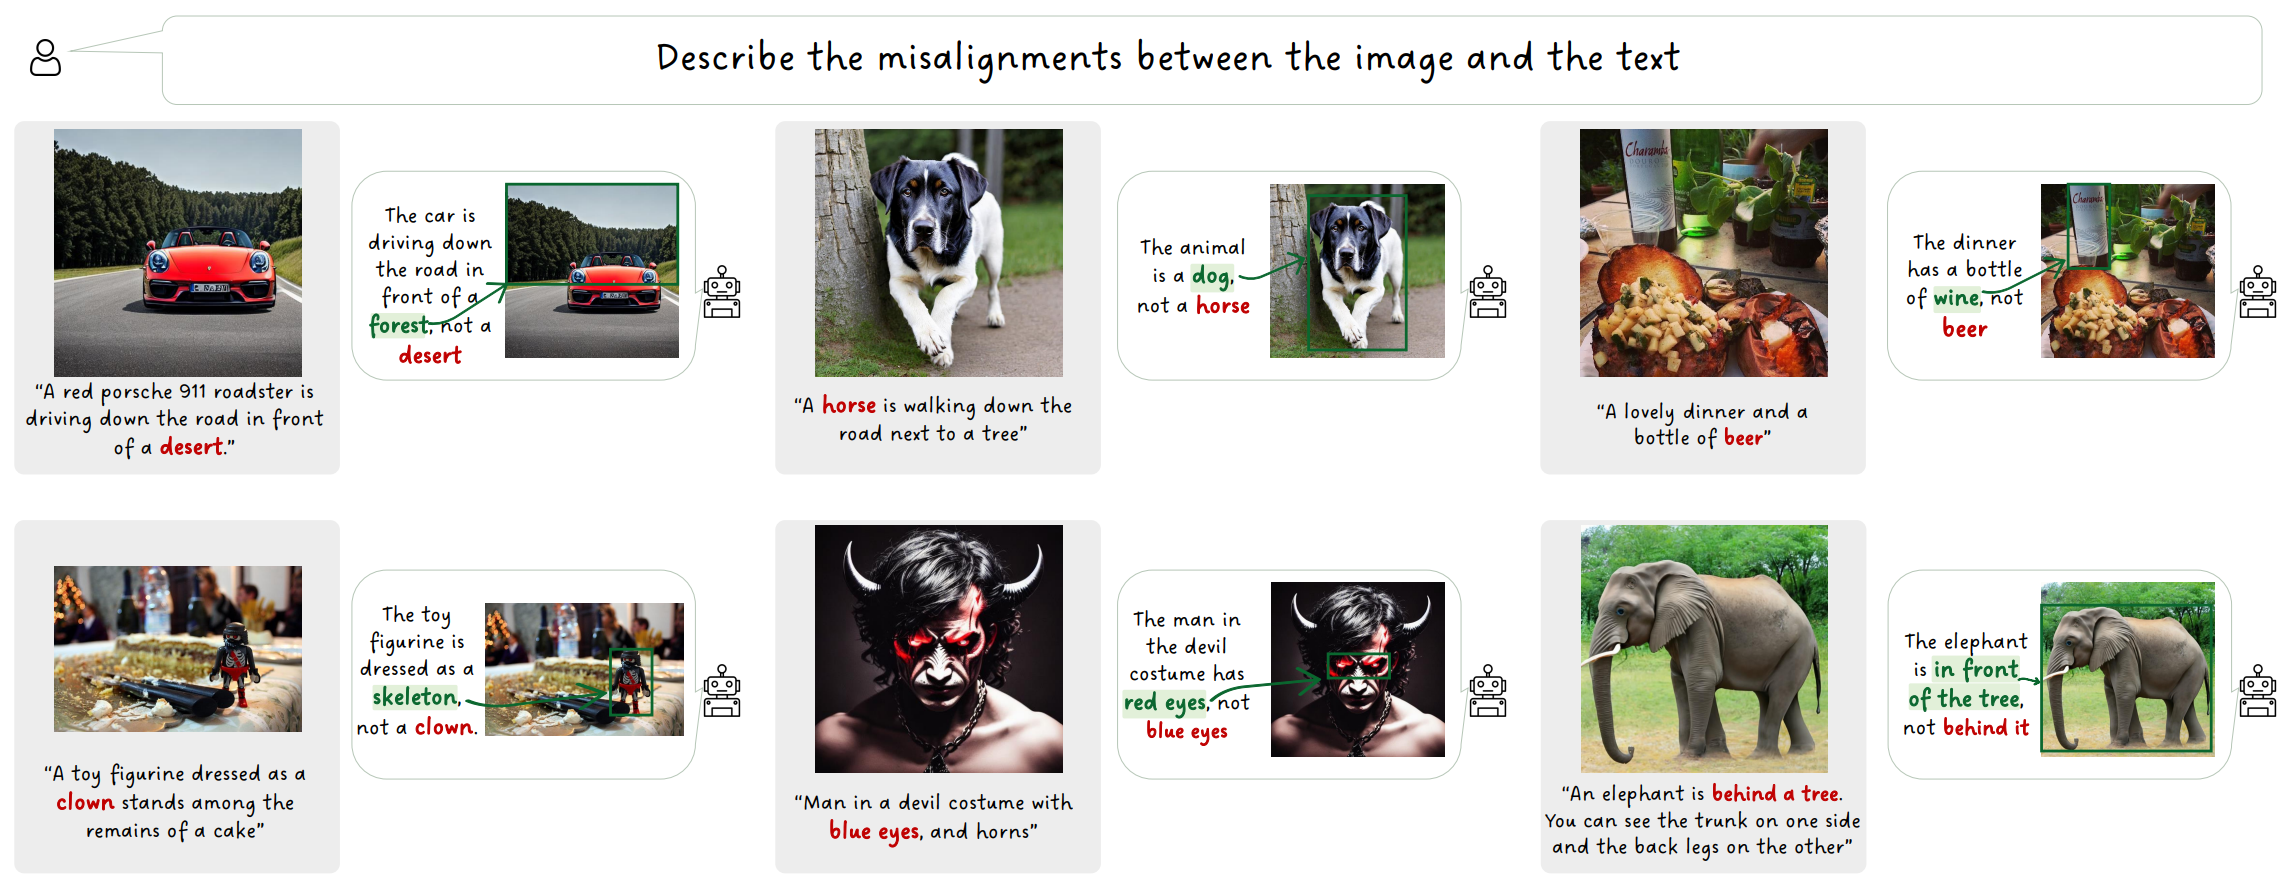 Describe the misalignments between the image and the text
"A red porsche 911 roadster is
driving down the road in front
of a desert."
The car is
driving down
the road in
front of a
forest, not a
desert
"A horse is walking down the
road next to a tree"
The animal
is a dog,
not a horse
Charamba
"A lovely dinner and a
bottle of beer"
The dinner
has a bottle
of wine, not
beer
Charamba
"A toy figurine dressed as a
clown stands among the
remains of a cake"
The toy
figurine is
dressed as a
skeleton,
not a clown.
"Man in a devil costume with
blue eyes, and horns"
The man in
the devil
costume has
red eyes, not
blue eyes
"An elephant is behind a tree.
You can see the trunk on one side
and the back legs on the other"
The elephant
is in front
of the tree,
not behind it